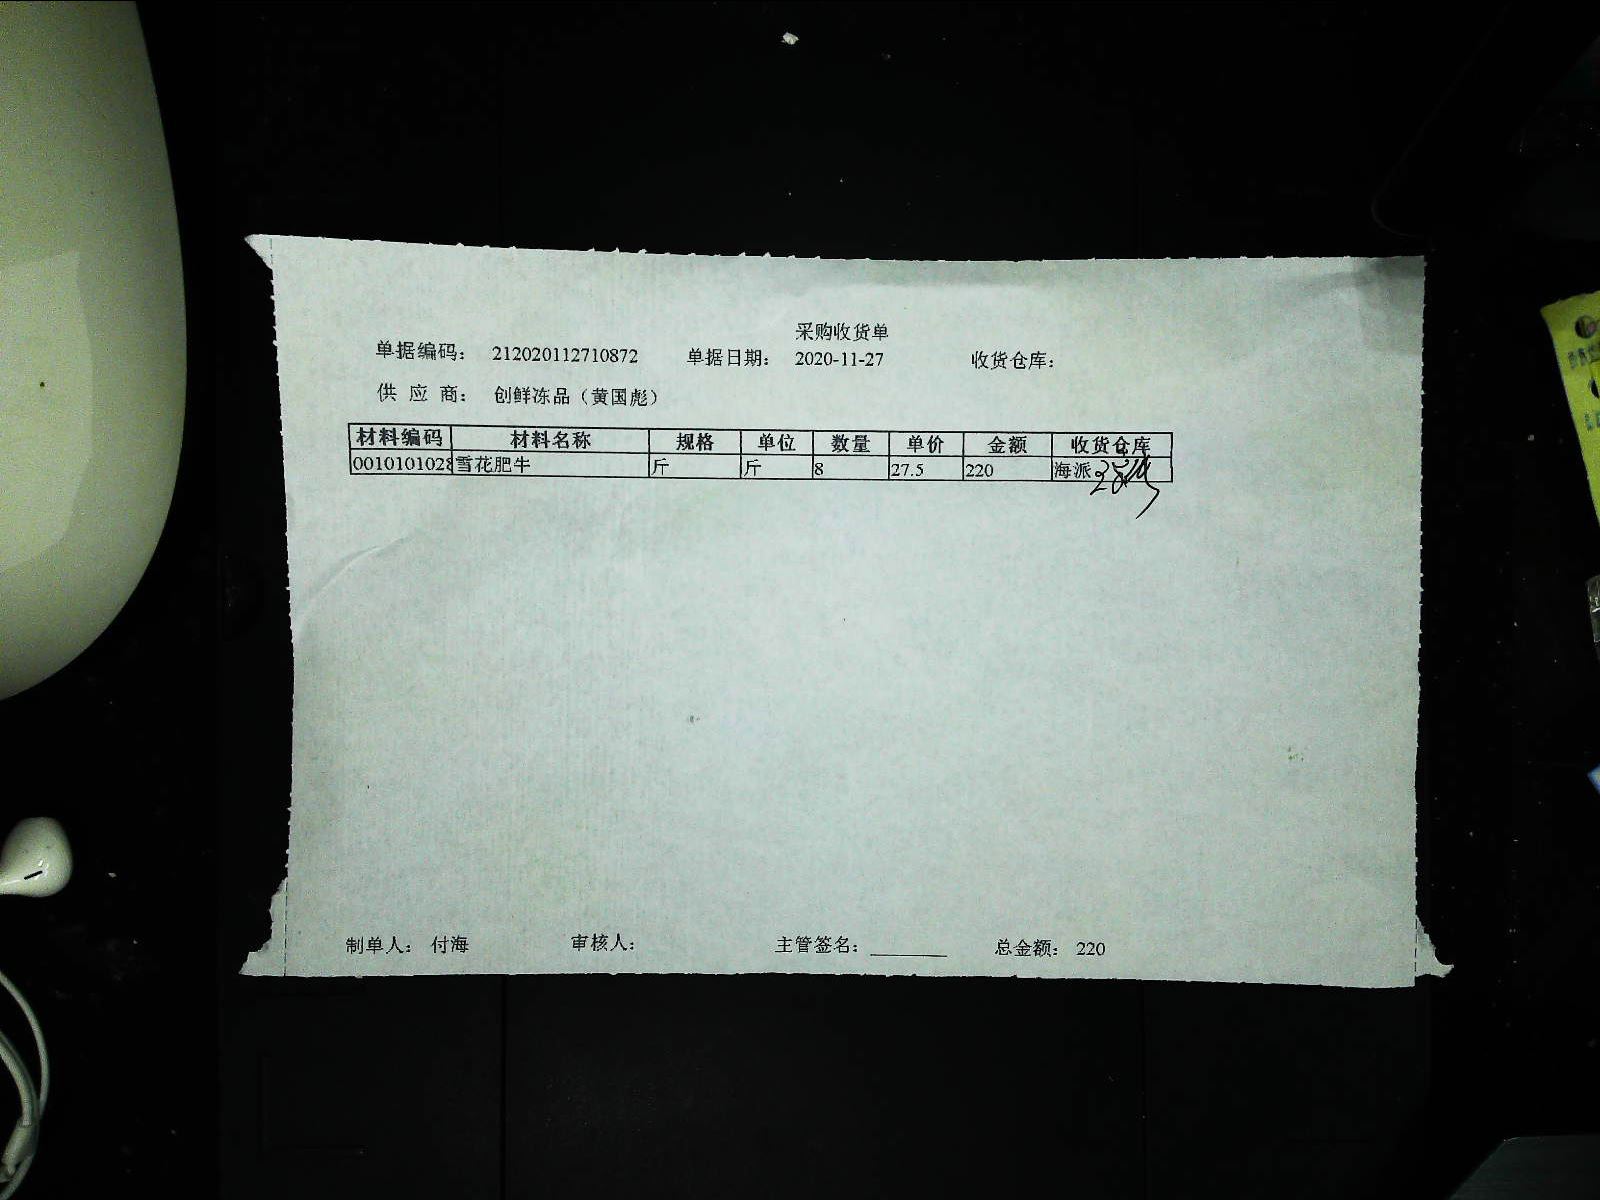 采购收货单
单据编码： 212020112710872 单据日期： 2020-11-27 收货仓库：
供 应 商： 创鲜冻品（黄国彪）
材料编码 材料名称 规格 单位 数量 单价 金额 收货仓库
0010101028 雪花肥牛 斤 斤 8 27.5 220 海派
制单人： 付海 审核人： 主管签名：________ 总金额： 220